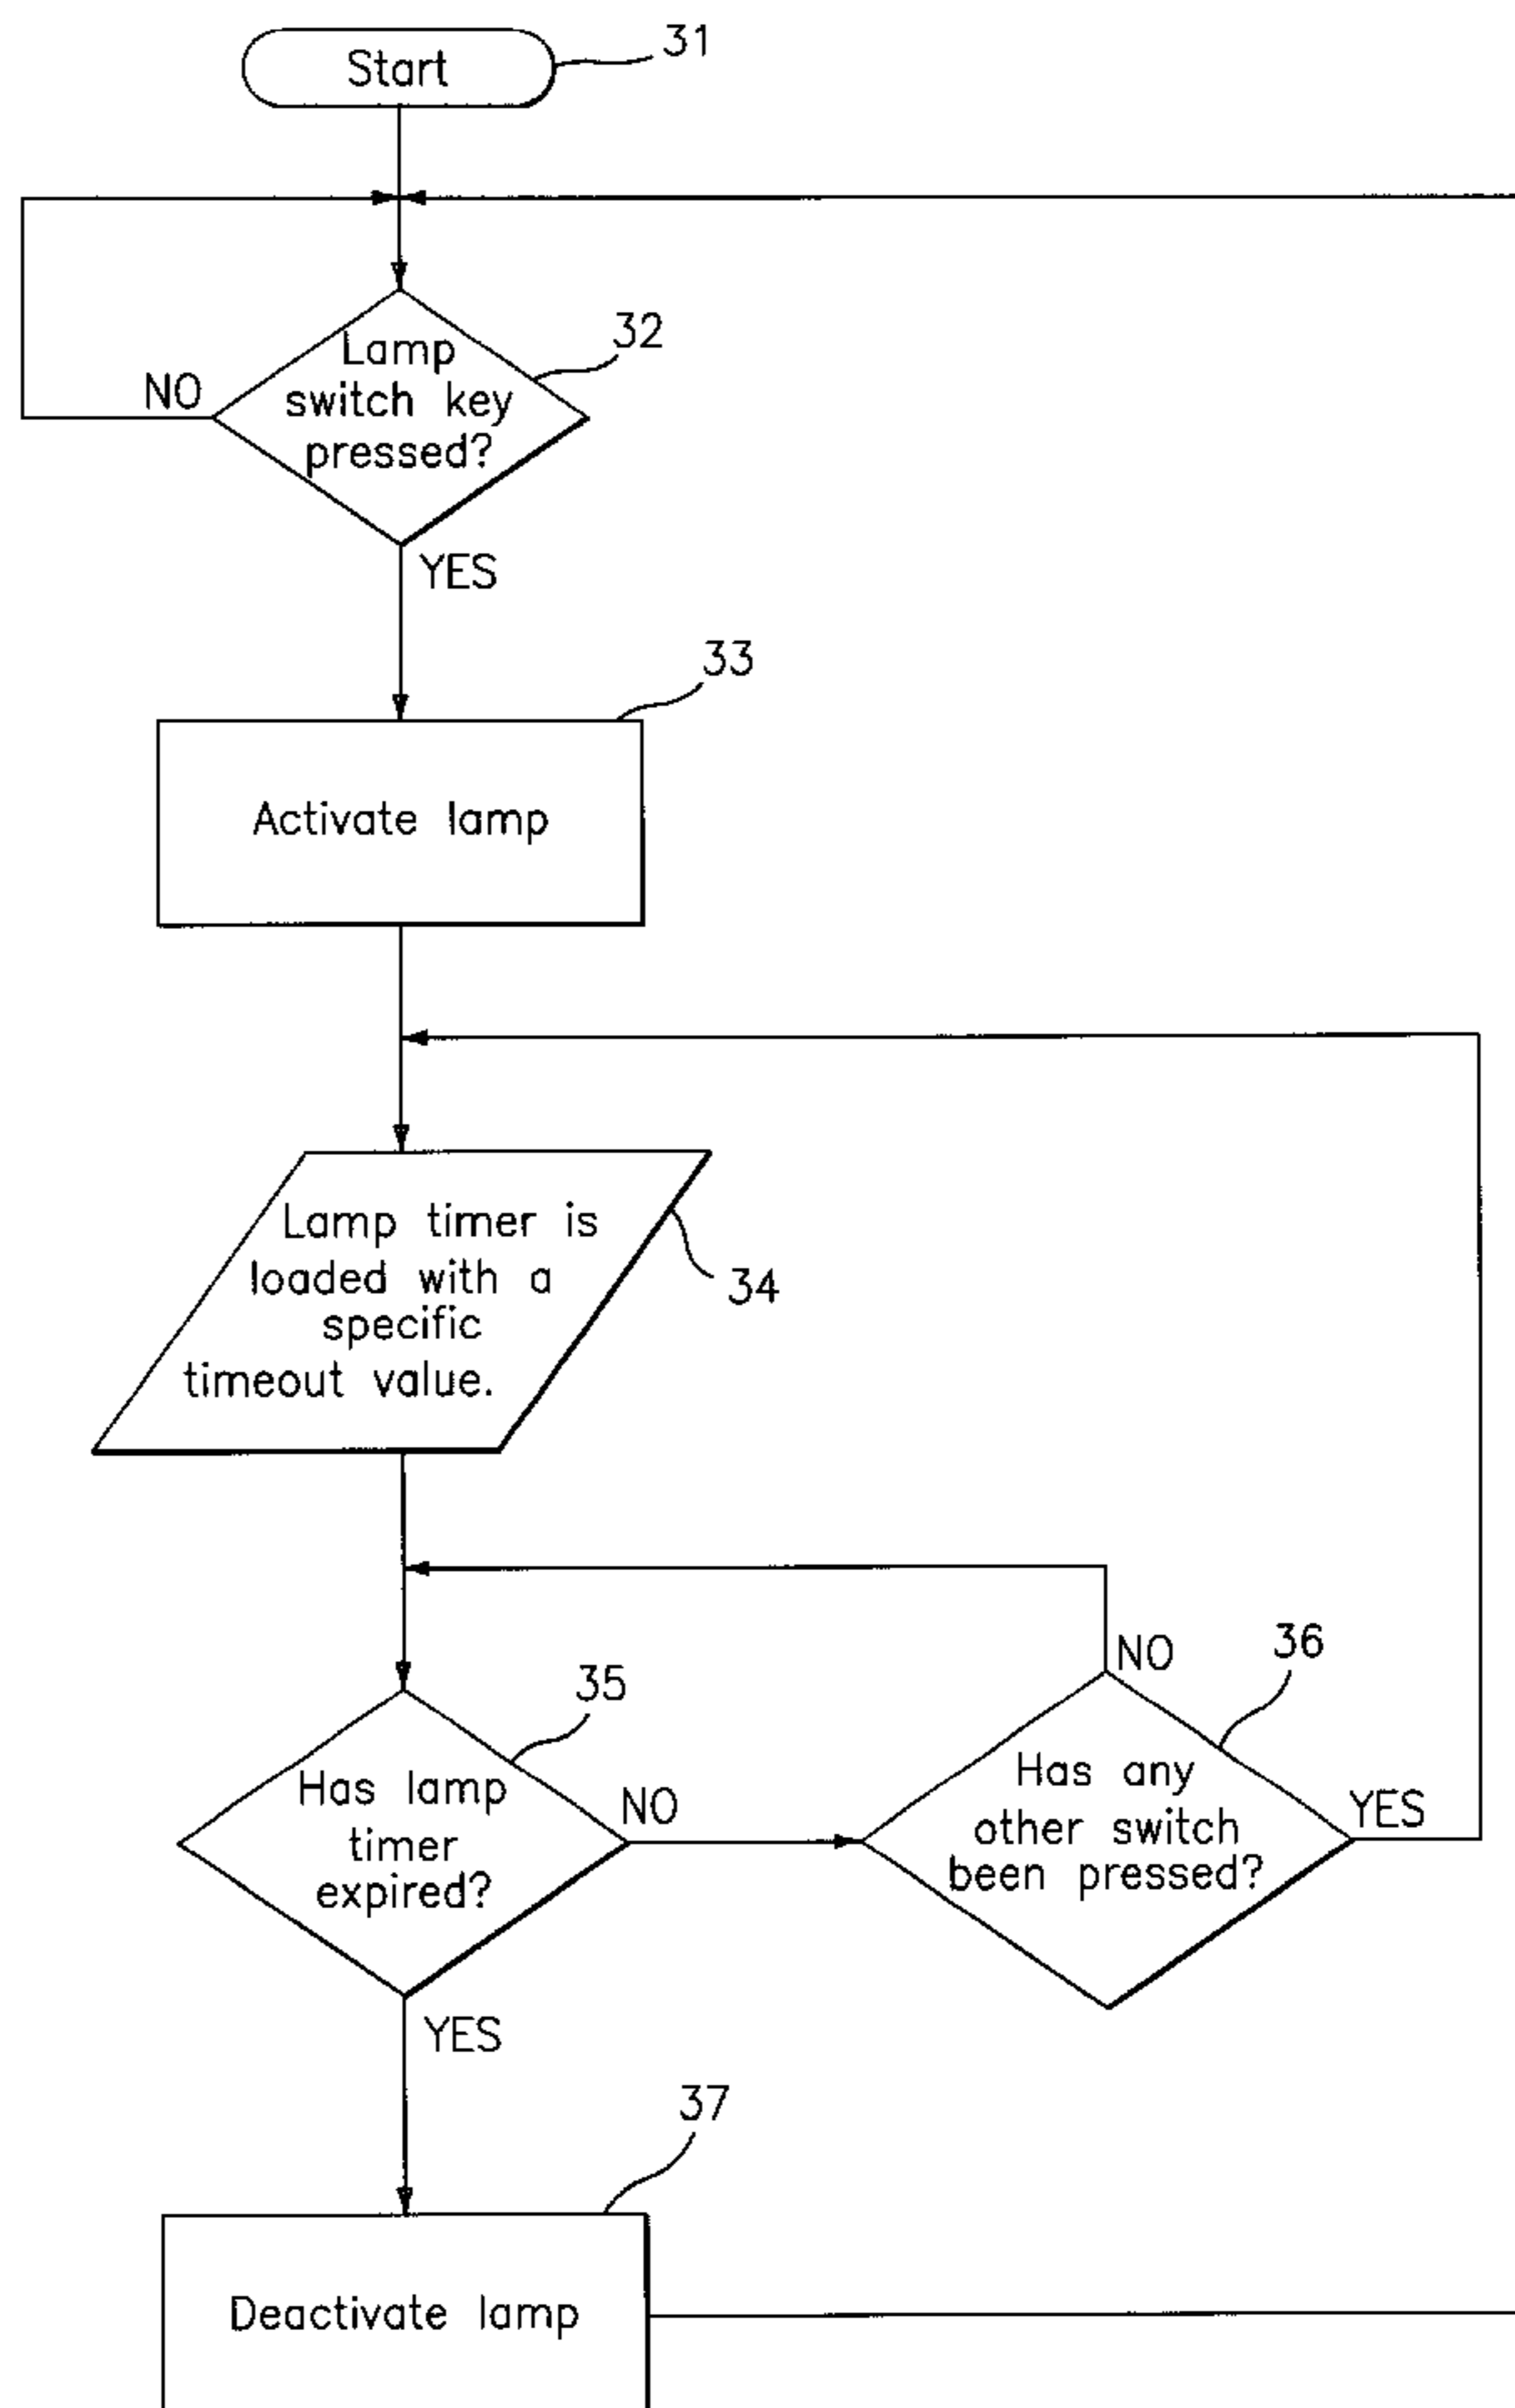 Start
31
Lamp
switch key
pressed?
32
NO
YES
33
Activate lamp
Lamp timer is
loaded with a
specific
timeout value.
34
Has lamp
timer
expired?
35
NO
YES
Has any
other switch
been pressed?
36
NO
YES
37
Deactivate lamp